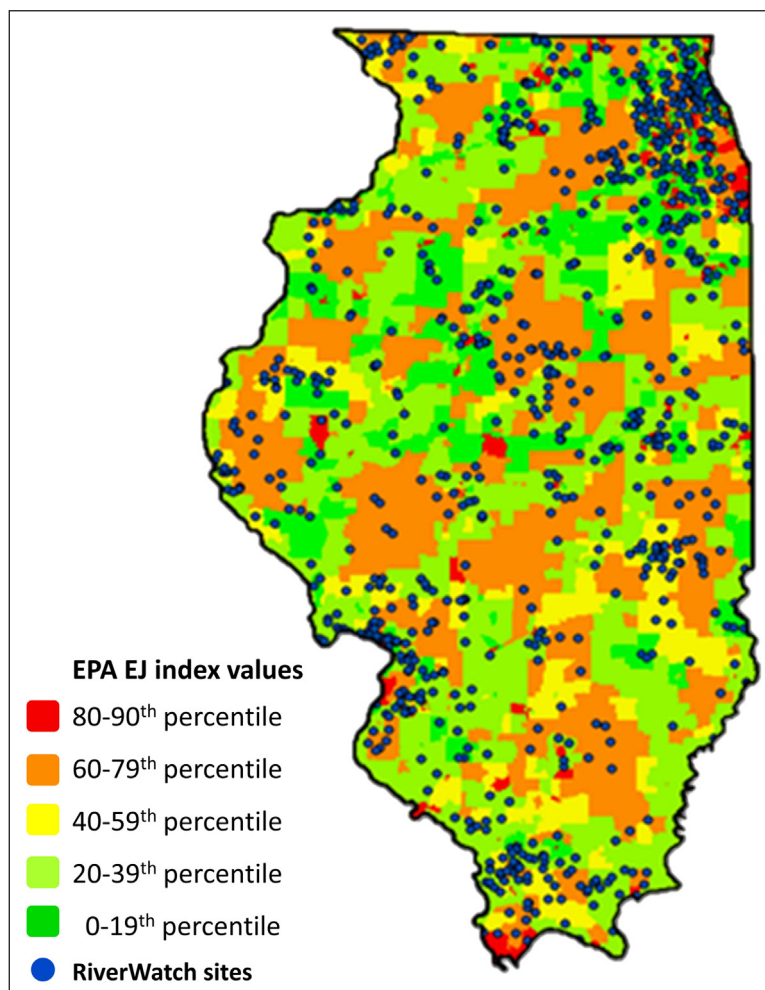 EPA EJ index values
80-90th percentile
60-79th percentile
40-59th percentile
20-39th percentile
0-19th percentile
RiverWatch sites